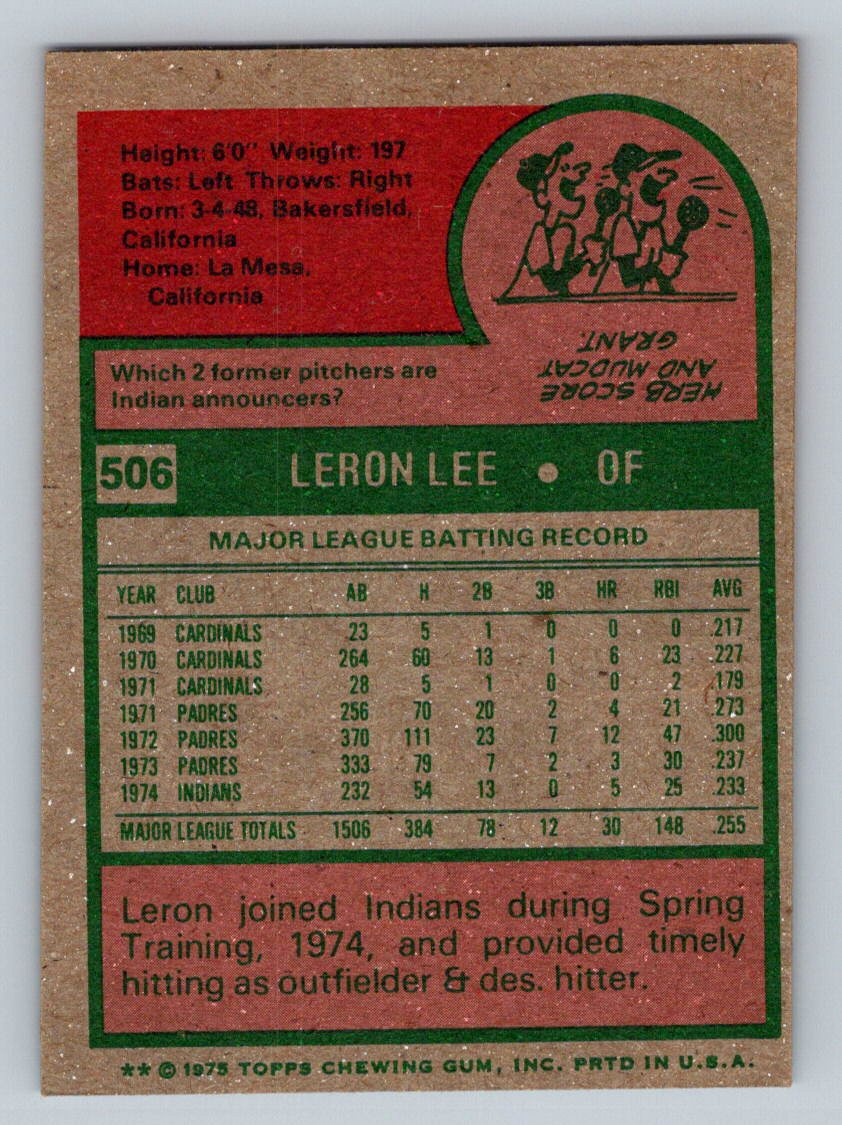 Height: 6'0" Weight: 197
Bats: Left Throws: Right
Born: 3-4-48, Bakersfield,
California
Home: La Mesa,
California
Which 2 former pitchers are
Indian announcers?
HERB SCORE
AND MUDCAT
GRANT.
506 LERON LEE • OF
MAJOR LEAGUE BATTING RECORD
YEAR CLUB AB H 2B 3B HR RBI AVG
1969 CARDINALS 23 5 1 0 0 0 .217
1970 CARDINALS 264 60 13 1 6 23 .227
1971 CARDINALS 28 5 1 0 0 2 .179
1971 PADRES 256 70 20 2 4 21 .273
1972 PADRES 370 111 23 7 12 47 .300
1973 PADRES 333 79 7 2 3 30 .237
1974 INDIANS 232 54 13 0 5 25 .233
MAJOR LEAGUE TOTALS 1506 384 78 12 30 148 .255
Leron joined Indians during Spring
Training, 1974, and provided timely
hitting as outfielder & des. hitter.
** © 1975 TOPPS CHEWING GUM, INC. PRTD IN U.S.A.